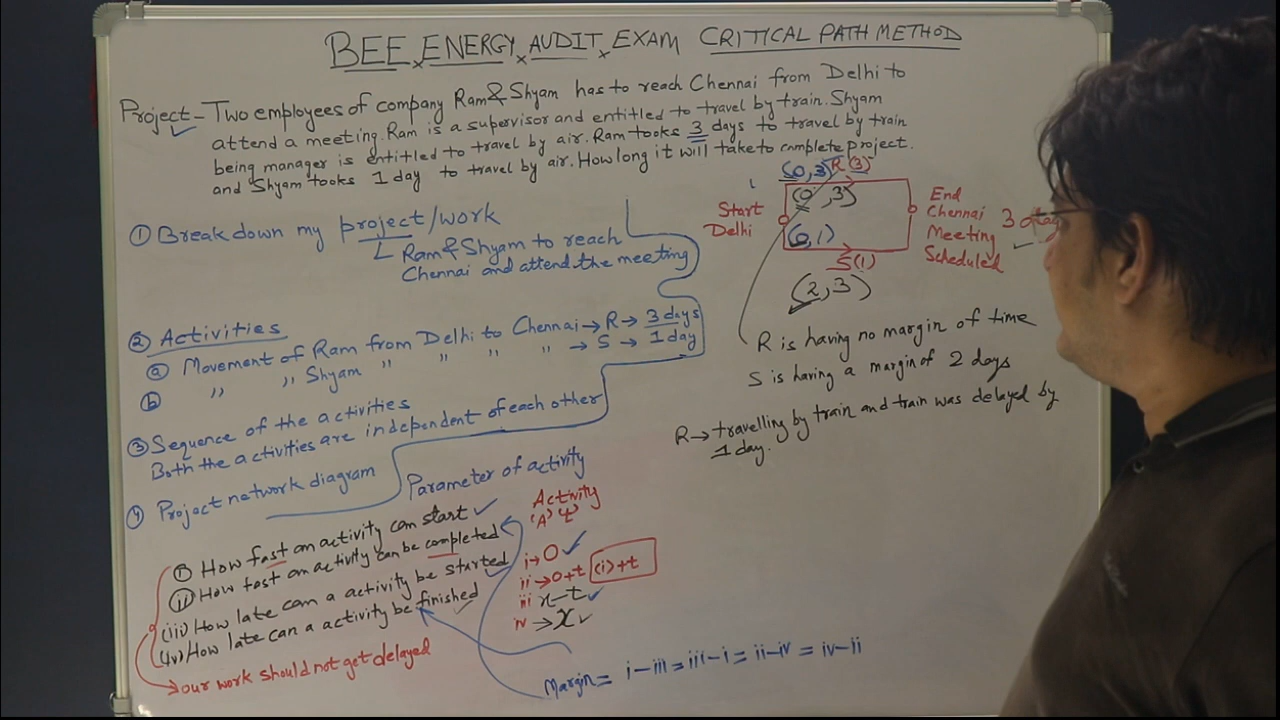 BEE ENERGY AUDIT EXAM CRITICAL PATH METHOD
Project - Two employees of company Ram & Shyam has to reach Chennai from Delhi to
attend a meeting. Ram is a supervisor and entitled to travel by train. Shyam
being manager is entitled to travel by air. Ram tooks 3 days to travel by train
and Shyam tooks 1 day to travel by air. How long it will take to complete project.
① Breakdown my project/work
Ram & Shyam to reach
Chennai and attend the meeting
② Activities
ⓐ Movement of Ram from Delhi to Chennai → R → 3 days
ⓑ " " Shyam " " " " → S → 1 day
③ Sequence of the activities
Both the activities are independent of each other
④ Project network diagram
Parameter of activity
(i) How fast an activity can start
(ii) How fast an activity can be completed
(iii) How late can a activity be started
(iv) How late can a activity be finished
our work should not get delayed
Activity
(A) t
i → 0
ii → 0+t (i)+t
iii x-t
iv → x
Margin = i-iii = iii-i = ii-iv = iv-ii
(0,3) R(3)
(0,3)
Start
Delhi
(0,1)
S(1)
(2,3)
End
Chennai
Meeting
Scheduled
3
R is having no margin of time
S is having a margin of 2 days
R → travelling by train and train was delayed by
1 day.